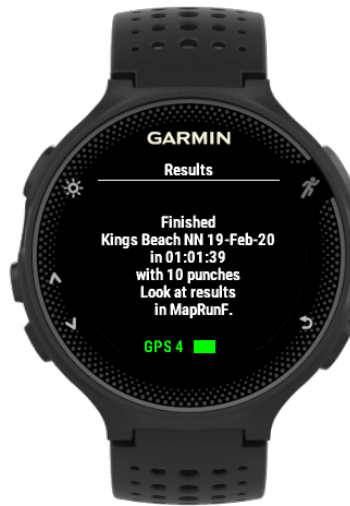 GARMIN
Results
Finished
Kings Beach NN 19-Feb-20
in 01:01:39
with 10 punches
Look at results
in MapRunF.
GPS 4